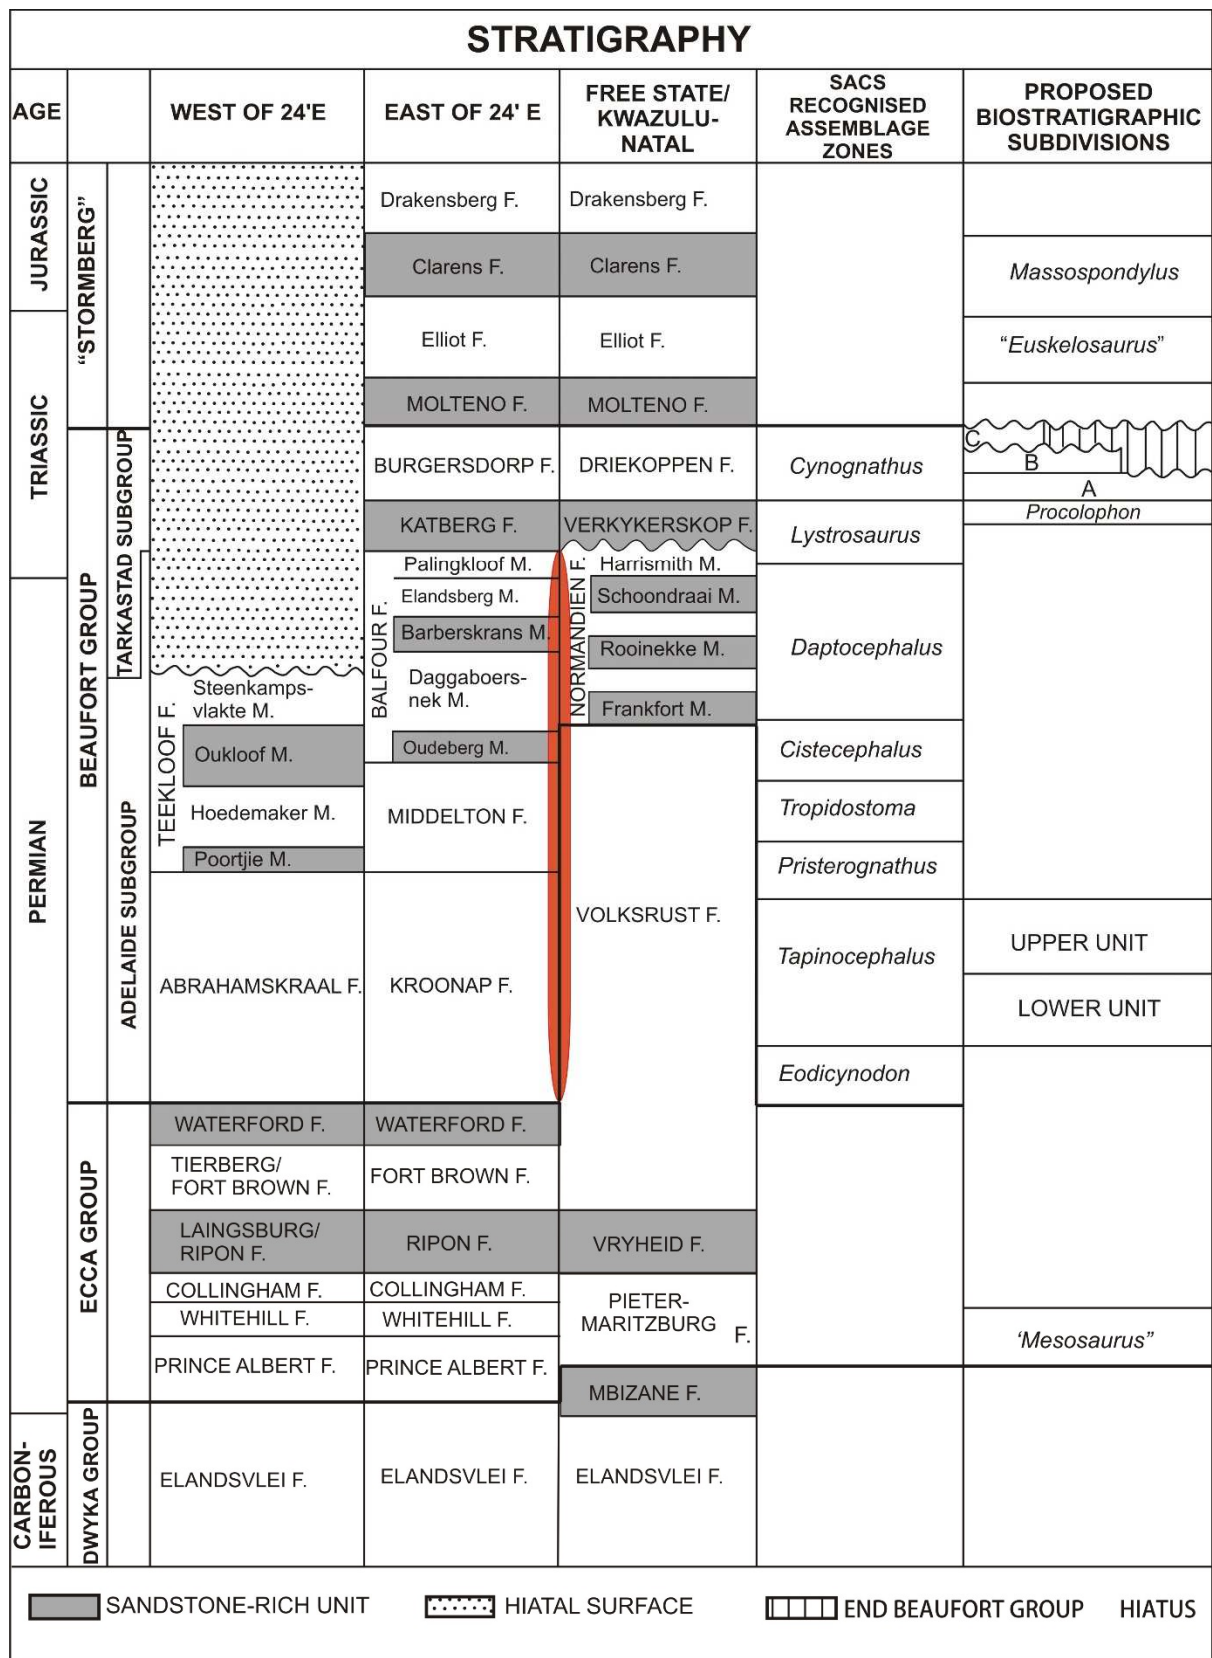 STRATIGRAPHY
AGE
WEST OF 24'E
EAST OF 24' E
FREE STATE/
KWAZULU-
NATAL
SACS
RECOGNISED
ASSEMBLAGE
ZONES
PROPOSED
BIOSTRATIGRAPHIC
SUBDIVISIONS
JURASSIC
TRIASSIC
PERMIAN
CARBON-
IFEROUS
"STORMBERG"
BEAUFORT GROUP
ECCA GROUP
DWYKA GROUP
TARKASTAD SUBGROUP
ADELAIDE SUBGROUP
TEEKLOOF F.
Steenkamps-
vlakte M.
Oukloof M.
Hoedemaker M.
Poortjie M.
ABRAHAMSKRAAL F.
WATERFORD F.
TIERBERG/
FORT BROWN F.
LAINGSBURG/
RIPON F.
COLLINGHAM F.
WHITEHILL F.
PRINCE ALBERT F.
ELANDSVLEI F.
Drakensberg F.
Clarens F.
Elliot F.
MOLTENO F.
BURGERSDORP F.
KATBERG F.
BALFOUR F.
Palingkloof M.
Elandsberg M.
Barberskrans M.
Daggaboers-
nek M.
Oudeberg M.
MIDDELTON F.
KROONAP F.
WATERFORD F.
FORT BROWN F.
RIPON F.
COLLINGHAM F.
WHITEHILL F.
PRINCE ALBERT F.
ELANDSVLEI F.
Drakensberg F.
Clarens F.
Elliot F.
MOLTENO F.
DRIEKOPPEN F.
VERKYKERSKOP F.
NORMANDIEN F.
Harrismith M.
Schoondraai M.
Rooinekke M.
Frankfort M.
VOLKSRUST F.
VRYHEID F.
PIETER-
MARITZBURG
F.
MBIZANE F.
ELANDSVLEI F.
Cynognathus
Lystrosaurus
Daptocephalus
Cistecephalus
Tropidostoma
Pristerognathus
Tapinocephalus
Eodicynodon
Massospondylus
"Euskelosaurus"
C
B
A
Procolophon
UPPER UNIT
LOWER UNIT
'Mesosaurus"
SANDSTONE-RICH UNIT
HIATAL SURFACE
END BEAUFORT GROUP HIATUS